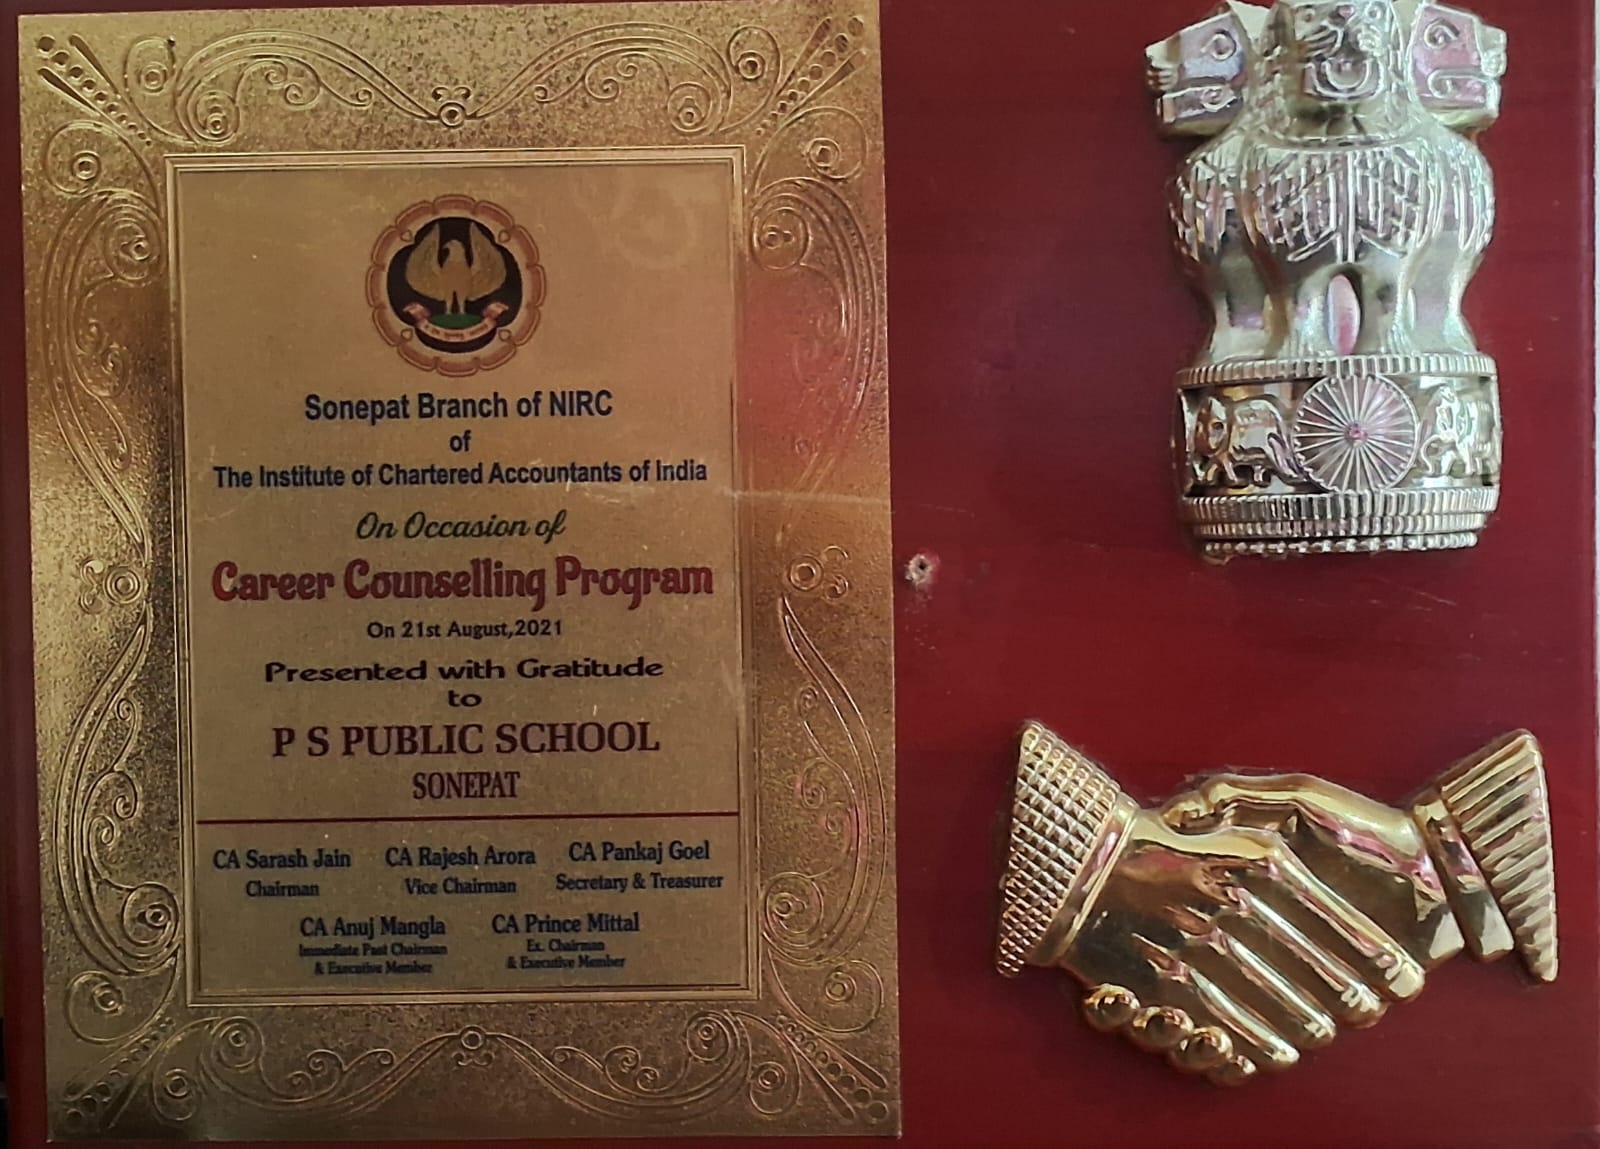 Sonepat Branch of NIRC
of
The Institute of Chartered Accountants of India
On Occasion of
Career Counselling Program
On 21st August,2021
Presented with Gratitude
to
P S PUBLIC SCHOOL
SONEPAT
CA Sarash Jain
Chairman
CA Rajesh Arora
Vice Chairman
CA Pankaj Goel
Secretary & Treasurer
CA Anuj Mangla
Immediate Past Chairman
& Executive Member
CA Prince Mittal
Ex. Chairman
& Executive Member